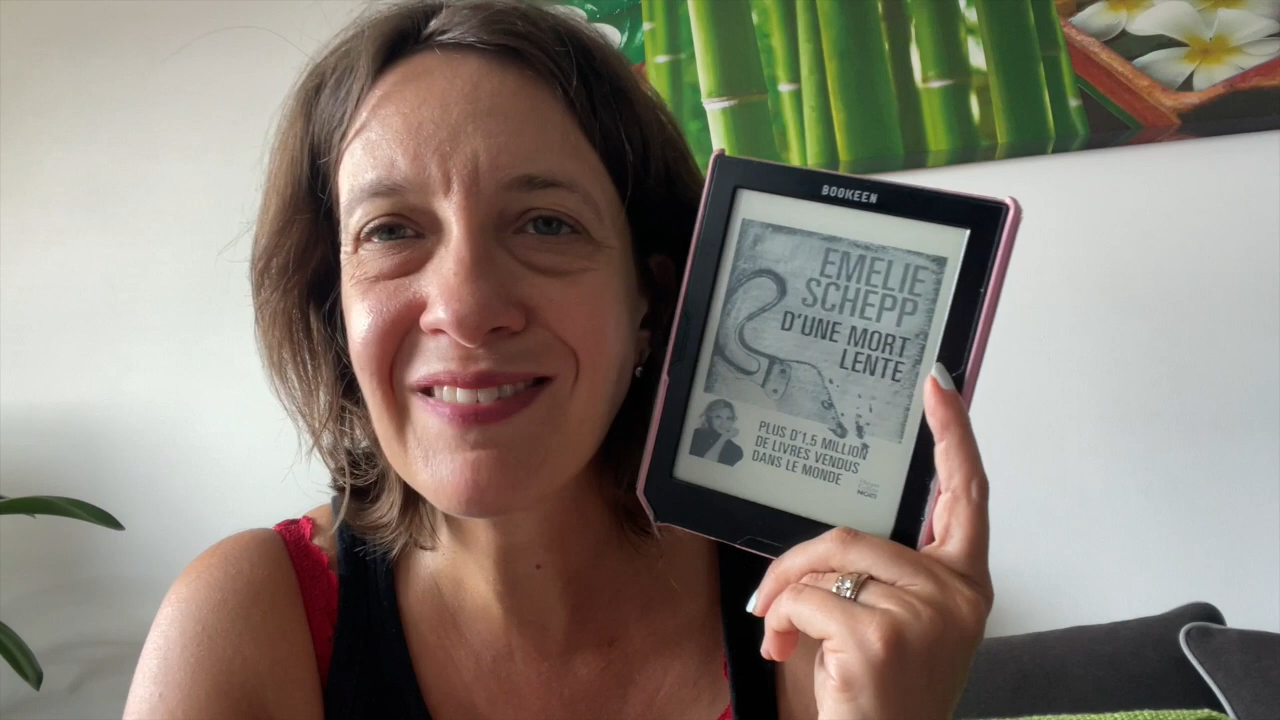 BOOKEEN
EMELIE
SCHEPP
D'UNE MORT
LENTE
PLUS D'1,5 MILLION
DE LIVRES VENDUS
DANS LE MONDE